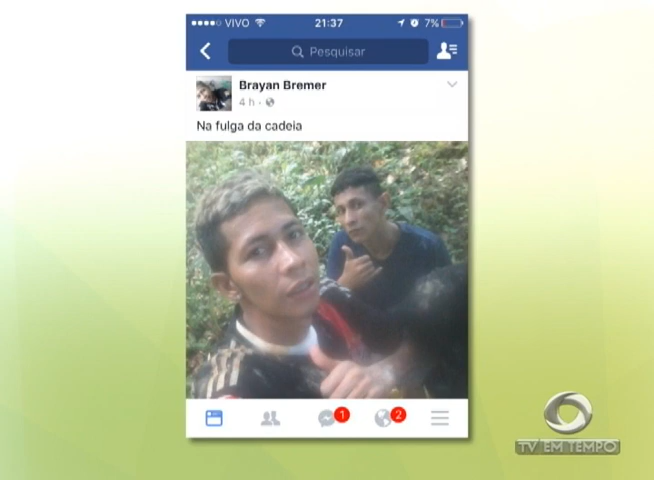 VIVO
21:37
7%
Pesquisar
Brayan Bremer
4 h
Na fulga da cadeia
1
2
TV EM TEMPO